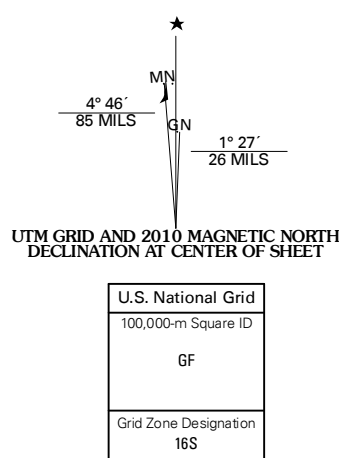 MN
4° 46´
85 MILS
GN
1° 27´
26 MILS
UTM GRID AND 2010 MAGNETIC NORTH
DECLINATION AT CENTER OF SHEET
U.S. National Grid
100,000-m Square ID
GF
Grid Zone Designation
16S